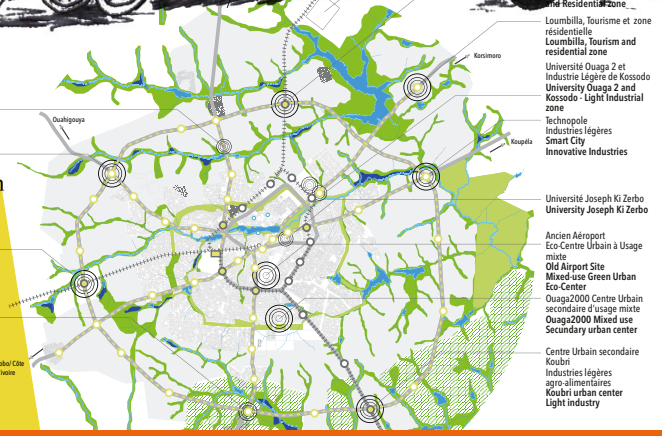 and Residential zone
Loumbilla, Tourisme et zone
résidentielle
Loumbilla, Tourism and
residential zone
Korsimoro
Université Ouaga 2 et
Industrie Légère de Kossodo
University Ouaga 2 and
Kossodo - Light Industrial
zone
Ouahigouya
Technopole
Industries légères
Smart City
Innovative Industries
Koupéla
n
Université Joseph Ki Zerbo
University Joseph Ki Zerbo
Ancien Aéroport
Eco-Centre Urbain à Usage
mixte
Old Airport Site
Mixed-use Green Urban
Eco-Center
Ouaga2000 Centre Urbain
secondaire d'usage mixte
Ouaga2000 Mixed use
Secundary urban center
Centre Urbain secondaire
Koubri
Industries légères
agro-alimentaires
Koubri urban center
Light industry
obo/ Côte
ivoire